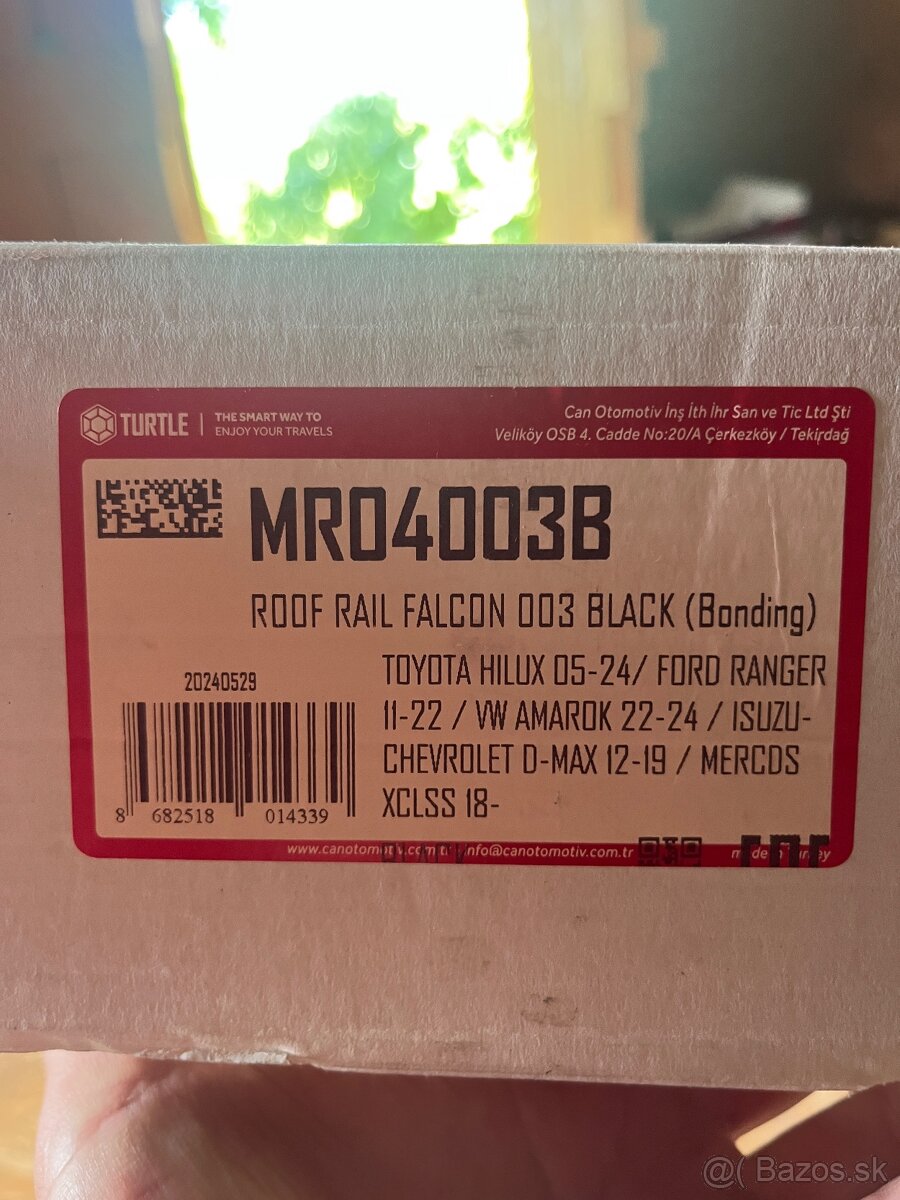 TURTLE
THE SMART WAY TO
ENJOY YOUR TRAVELS
Can Otomotiv İnş İth İhr San ve Tic Ltd Şti
Veliköy OSB 4. Cadde No:20/A Çerkezköy / Tekirdağ
MR04003B
ROOF RAIL FALCON 003 BLACK (Bonding)
20240529
8 682518 014339
TOYOTA HILUX 05-24/ FORD RANGER
11-22 / VW AMAROK 22-24 / ISUZU-
CHEVROLET D-MAX 12-19 / MERCDS
XCLSS 18-
www.canotomotiv.com.tr info@canotomotiv.com.tr made in Turkey
@( Bazos.sk